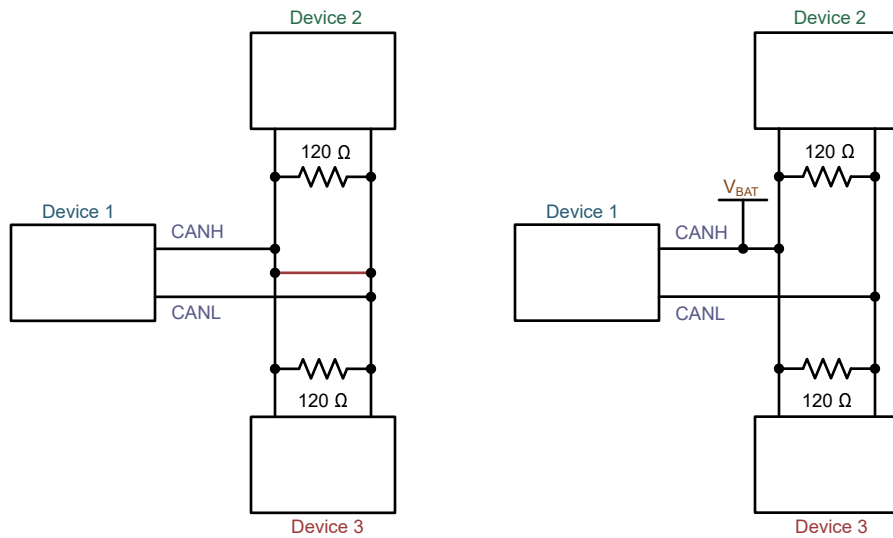 Device 2
120 Ω
Device 1
CANH
CANL
120 Ω
Device 3
Device 2
120 Ω
VBAT
Device 1
CANH
CANL
120 Ω
Device 3